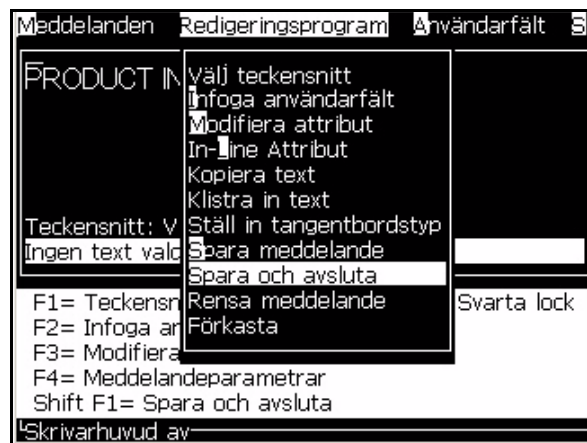 Meddelanden Redigeringsprogram Användarfält S
PRODUCT IN
Välj teckensnitt
Infoga användarfält
Modifiera attribut
In-Line Attribut
Kopiera text
Klistra in text
Ställ in tangentbordstyp
Spara meddelande
Spara och avsluta
Rensa meddelande
Förkasta
Teckensnitt: V
Ingen text vald
F1= Teckensn Svarta lock
F2= Infoga an
F3= Modifiera
F4= Meddelandeparametrar
Shift F1= Spara och avsluta
Skrivarhuvud av